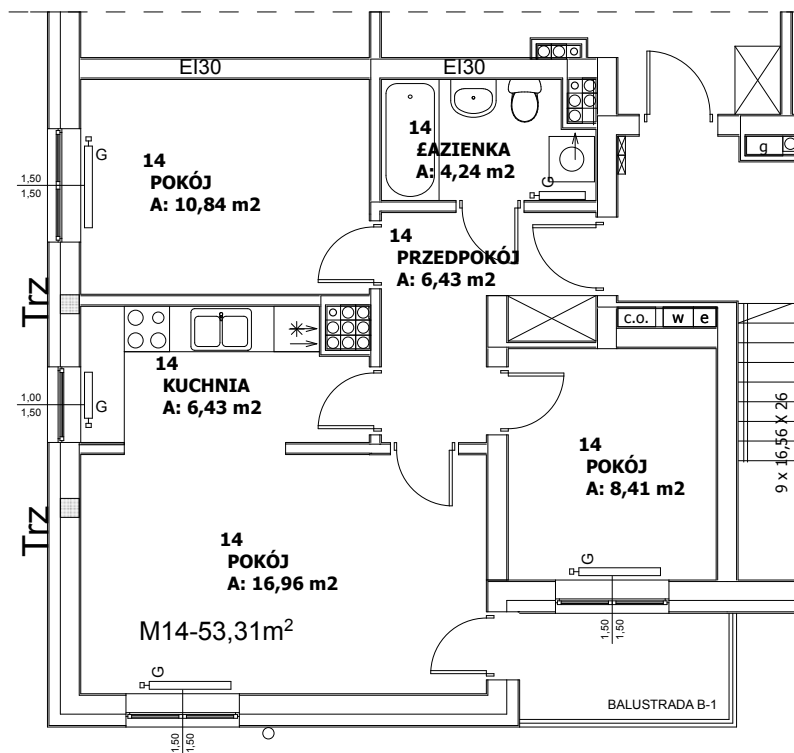 EI30
EI30
14
POKÓJ
A: 10,84 m2
G
1,50
1,50
14
£AZIENKA
A: 4,24 m2
G
g
14
PRZEDPOKÓJ
A: 6,43 m2
Trz
c.o.
w
e
14
KUCHNIA
A: 6,43 m2
G
1,00
1,50
9 x 16,56 X 26
14
POKÓJ
A: 8,41 m2
G
1,50
1,50
Trz
14
POKÓJ
A: 16,96 m2
M14-53,31m²
G
1,50
1,50
BALUSTRADA B-1